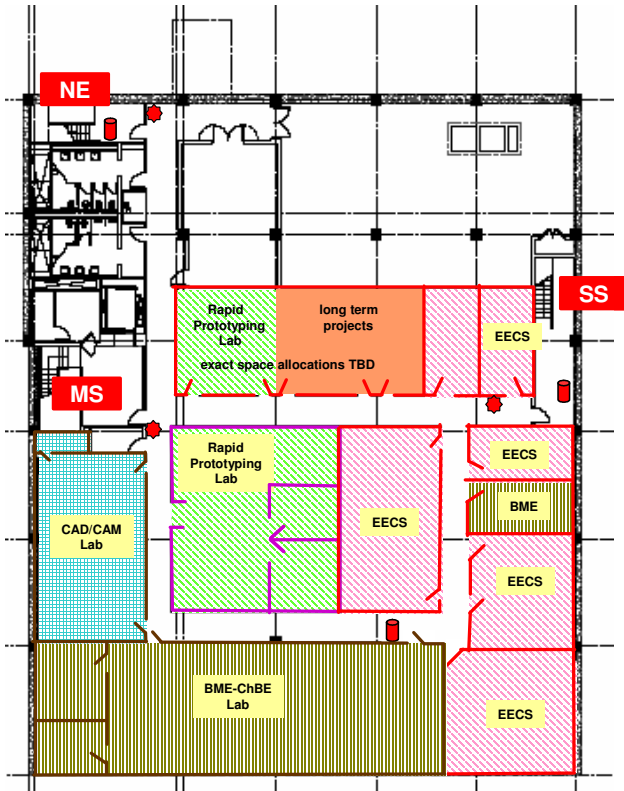 NE
SS
Rapid
Prototyping
Lab
long term
projects
EECS
exact space allocations TBD
MS
Rapid
Prototyping
Lab
EECS
BME
CAD/CAM
Lab
EECS
EECS
BME-ChBE
Lab
EECS